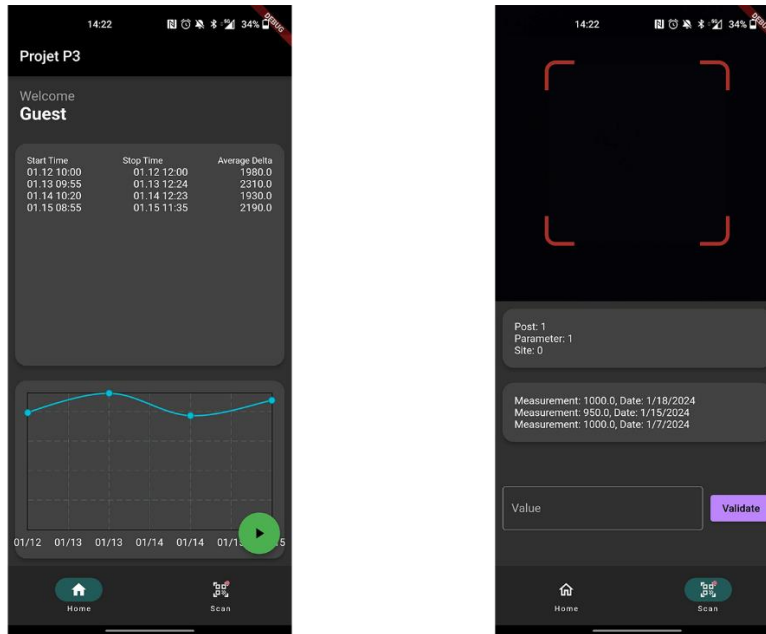 14:22 5G 34% DEBUG
Projet P3
Welcome
Guest
Start Time Stop Time Average Delta
01.12 10:00 01.12 12:00 1980.0
01.13 09:55 01.13 12:24 2310.0
01.14 10:20 01.14 12:23 1930.0
01.15 08:55 01.15 11:35 2190.0
01/12 01/13 01/13 01/14 01/14
Home Scan
14:22 5G 34% DEBUG
Post: 1
Parameter: 1
Site: 0
Measurement: 1000.0, Date: 1/18/2024
Measurement: 950.0, Date: 1/15/2024
Measurement: 1000.0, Date: 1/7/2024
Value Validate
Home Scan